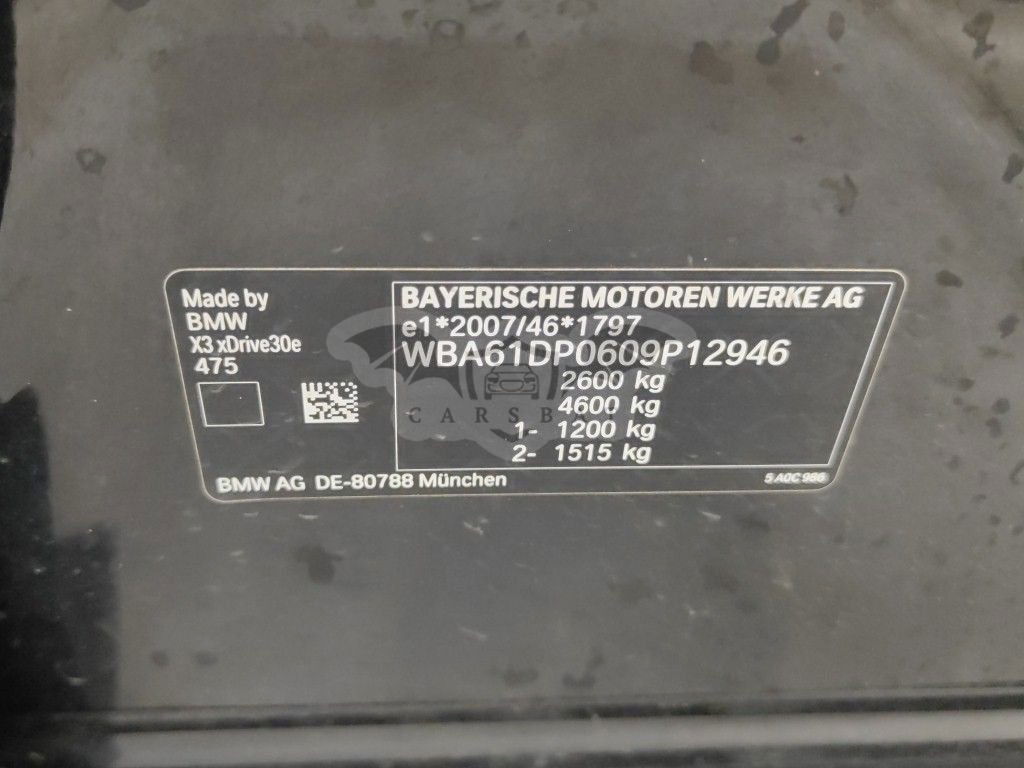 Made by
BMW
X3 xDrive30e
475
BAYERISCHE MOTOREN WERKE AG
e1*2007/46*1797
WBA61DP0609P12946
2600 kg
4600 kg
1- 1200 kg
2- 1515 kg
BMW AG DE-80788 München
5 A0C 986